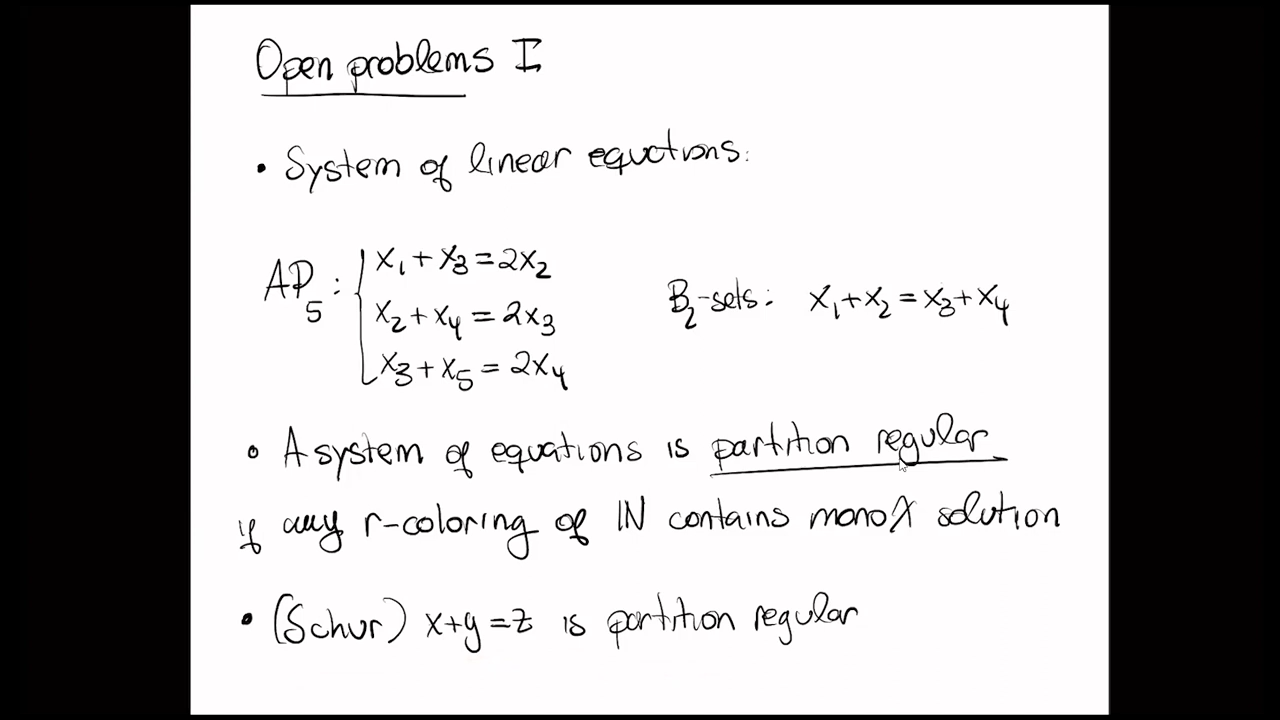 Open problems I
• System of linear equations:
AP₅ : { x₁ + x₃ = 2x₂
x₂ + x₄ = 2x₃
x₃ + x₅ = 2x₄
B₂-sets: x₁+x₂ = x₃+x₄
• A system of equations is partition regular
if any r-coloring of ℕ contains monoχ solution
• (Schur) x+y=z is partition regular